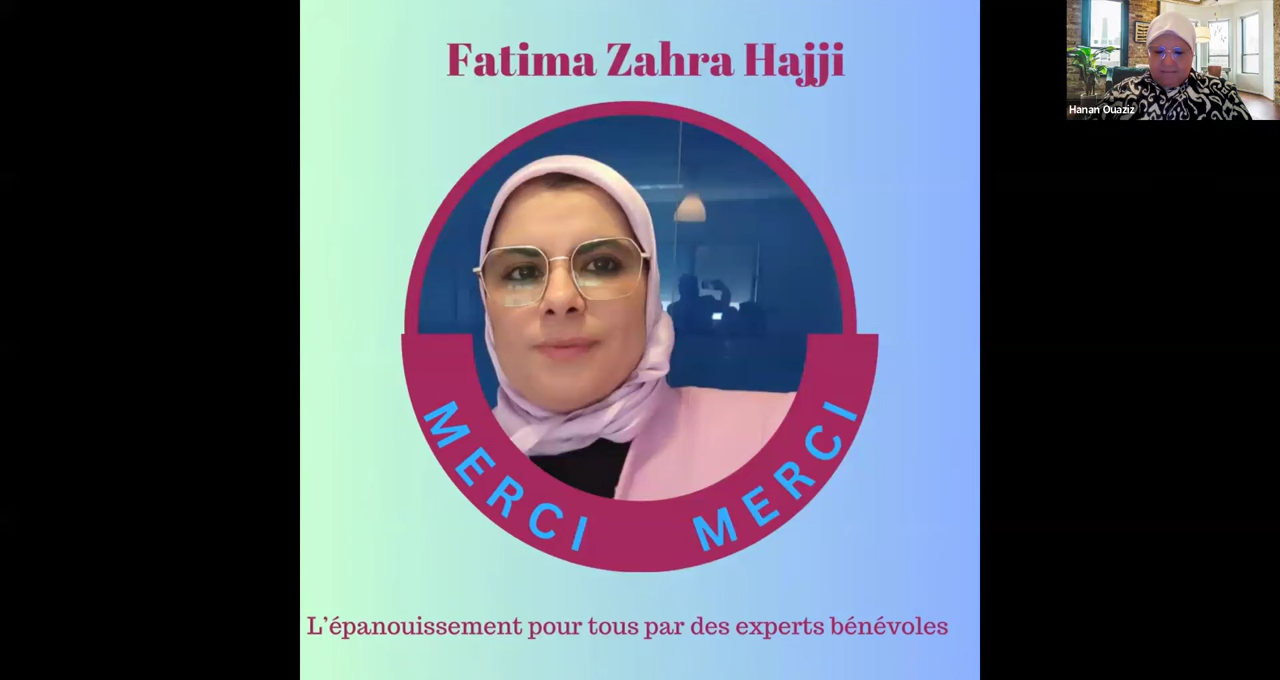 Fatima Zahra Hajji
Hanan Ouaziz
MERCI MERCI
L’épanouissement pour tous par des experts bénévoles